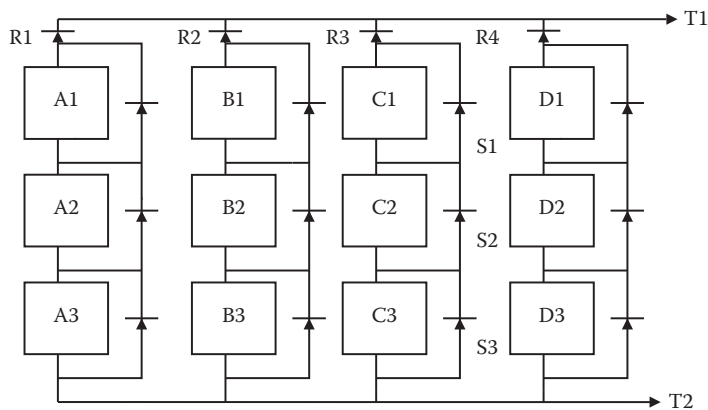 T1
R1 R2 R3 R4
A1 B1 C1 D1
S1
A2 B2 C2 D2
S2
A3 B3 C3 D3
S3
T2